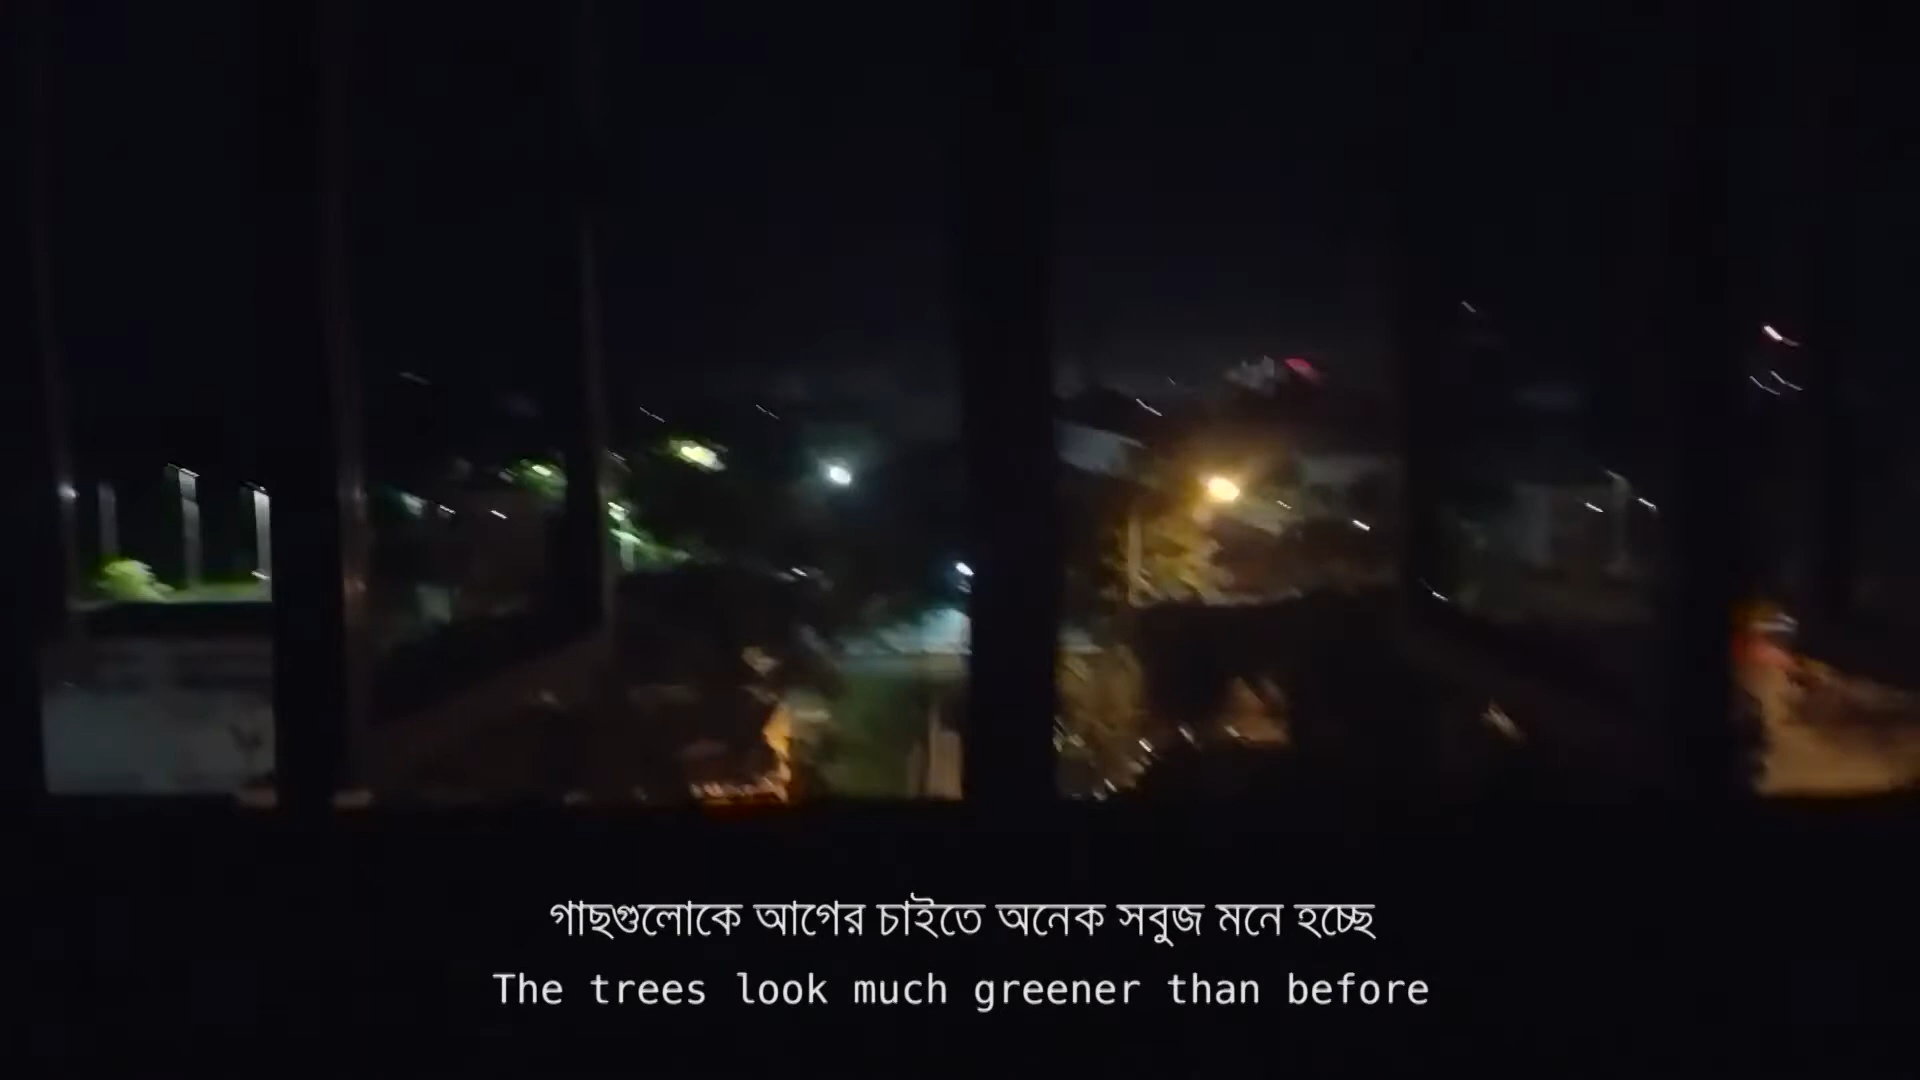 গাছগুলোকে আগের চাইতে অনেক সবুজ মনে হচ্ছে
The trees look much greener than before